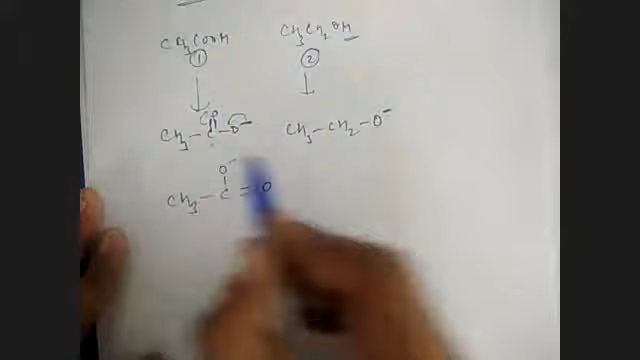 CH3COOH CH3CH2OH
1 2
O
CH3-C-O- CH3-CH2-O-
O-
CH3-C=O